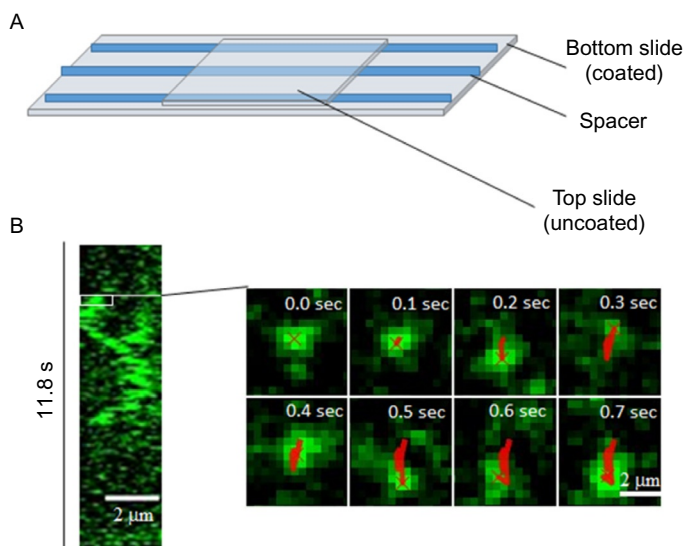 A
Bottom slide
(coated)
Spacer
Top slide
(uncoated)
B
11.8 s
2 μm
0.0 sec
0.1 sec
0.2 sec
0.3 sec
0.4 sec
0.5 sec
0.6 sec
0.7 sec
2 μm